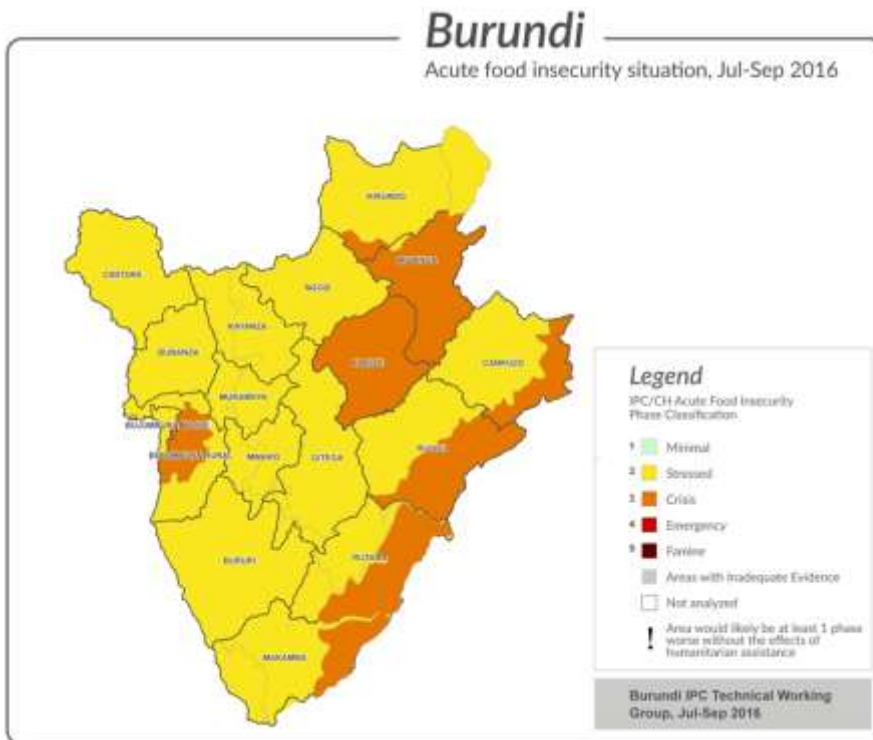 Burundi
Acute food insecurity situation, Jul-Sep 2016
KIRUNDO
MUYINGA
CIBITOKE
NGOZI
KAYANZA
BUBANZA
CANKUZO
MURAMVYA
MWARO
GITEGA
RUYIGI
BURURI
RUTANA
MAKAMBA
Legend
IPC/CH Acute Food Insecurity
Phase Classification
1 Minimal
2 Stressed
3 Crisis
4 Emergency
5 Famine
Areas with Inadequate Evidence
Not analyzed
! Area would likely be at least 1 phase
worse without the effects of
humanitarian assistance
Burundi IPC Technical Working
Group, Jul-Sep 2016